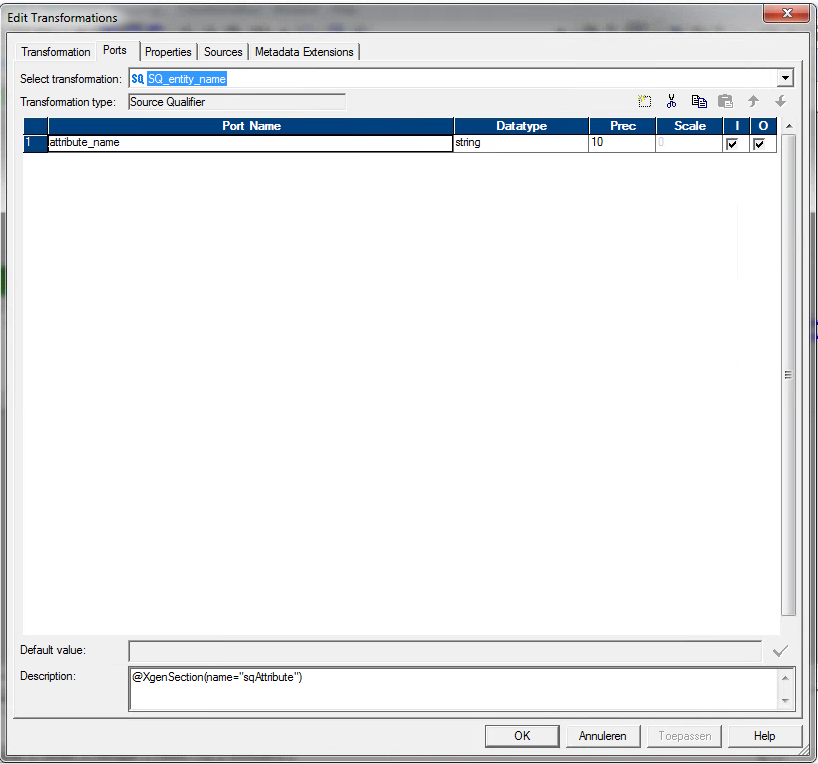 Edit Transformations
Transformation Ports Properties Sources Metadata Extensions
Select transformation: SQ SQ_entity_name
Transformation type: Source Qualifier
Port Name Datatype Prec Scale I O
1 attribute_name string 10 0
Default value:
Description: @XgenSection(name="sqAttribute")
OK Annuleren Toepassen Help